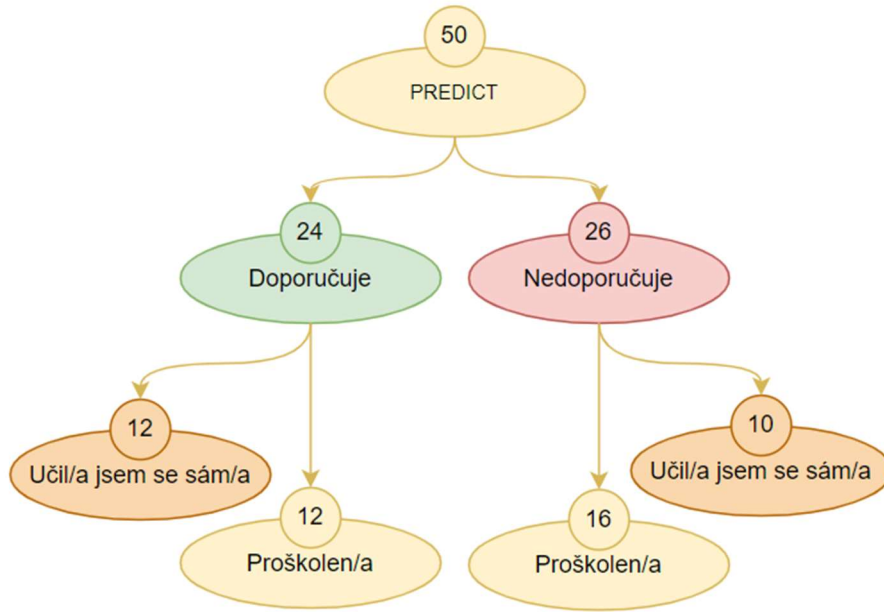 50
PREDICT
24
Doporučuje
26
Nedoporučuje
12
Učil/a jsem se sám/a
12
Proškolen/a
16
Proškolen/a
10
Učil/a jsem se sám/a